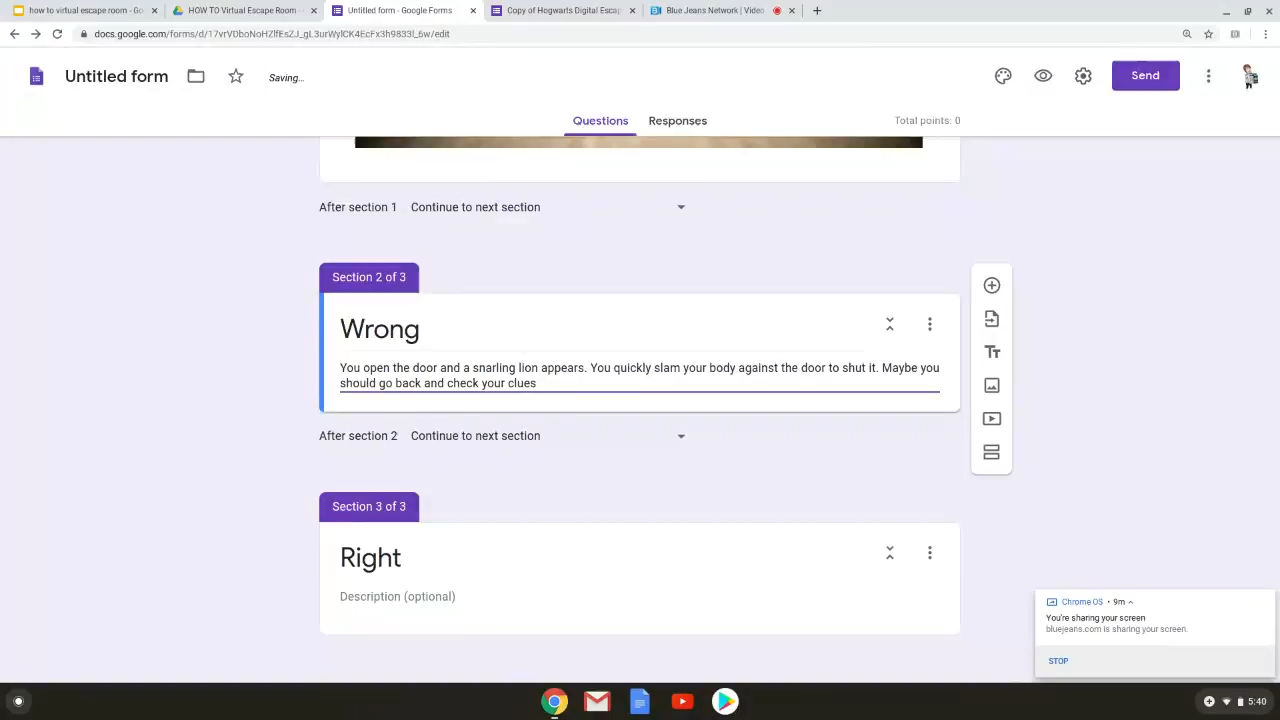 how to virtual escape room - Go
HOW TO Virtual Escape Room -
Untitled form - Google Forms
Copy of Hogwarts Digital Escap
Blue Jeans Network | Video
docs.google.com/forms/d/17vrVDboNoHZlfEsZJ_gL3urWylCK4EcFx3h9833l_6w/edit
Untitled form
Saving...
Send
Questions
Responses
Total points: 0
After section 1 Continue to next section
Section 2 of 3
Wrong
You open the door and a snarling lion appears. You quickly slam your body against the door to shut it. Maybe you
should go back and check your clues
After section 2 Continue to next section
Section 3 of 3
Right
Description (optional)
Chrome OS • 9m
You're sharing your screen
bluejeans.com is sharing your screen.
STOP
5:40